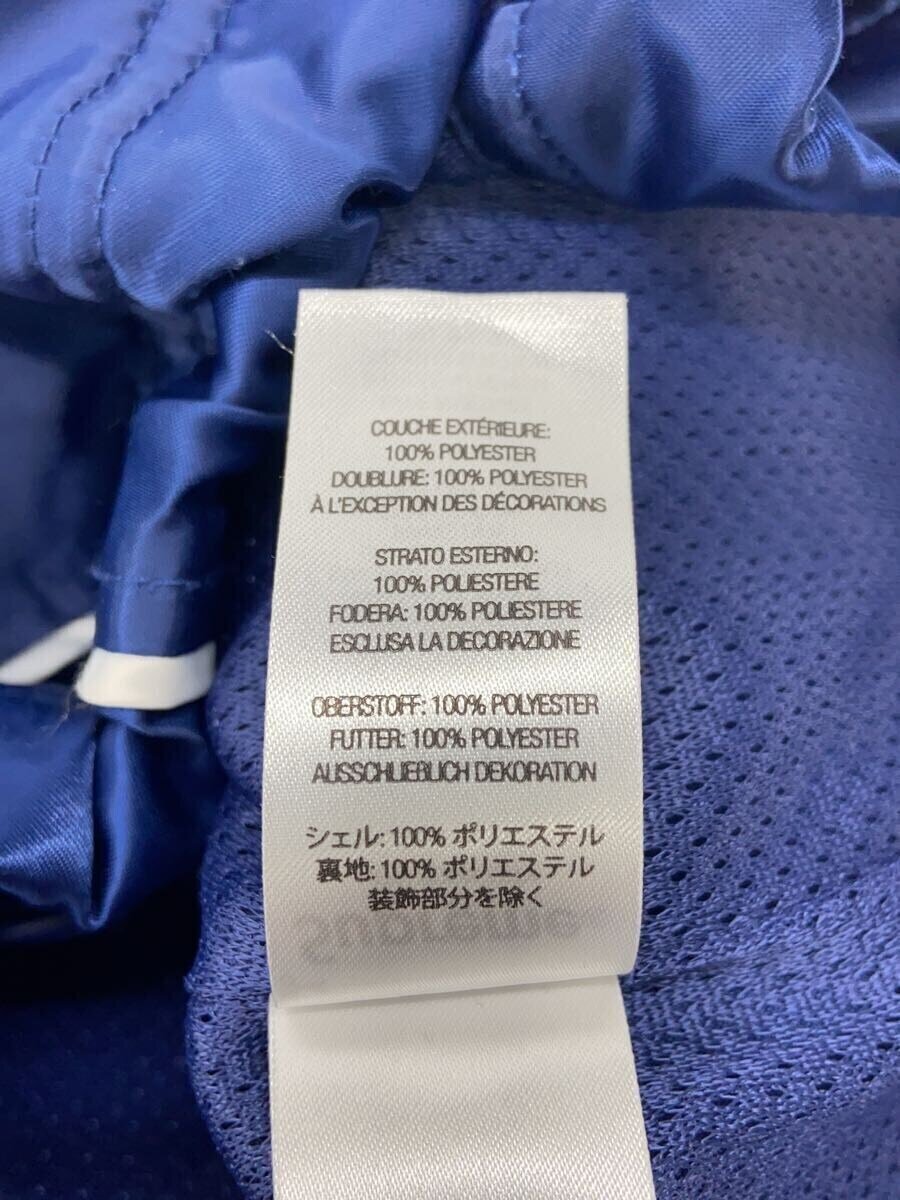 COUCHE EXTÉRIEURE:
100% POLYESTER
DOUBLURE: 100% POLYESTER
À L'EXCEPTION DES DÉCORATIONS
STRATO ESTERNO:
100% POLIESTERE
FODERA: 100% POLIESTERE
ESCLUSA LA DECORAZIONE
OBERSTOFF: 100% POLYESTER
FUTTER: 100% POLYESTER
AUSSCHLIEßLICH DEKORATION
シェル: 100% ポリエステル
裏地: 100% ポリエステル
装飾部分を除く
Supreme